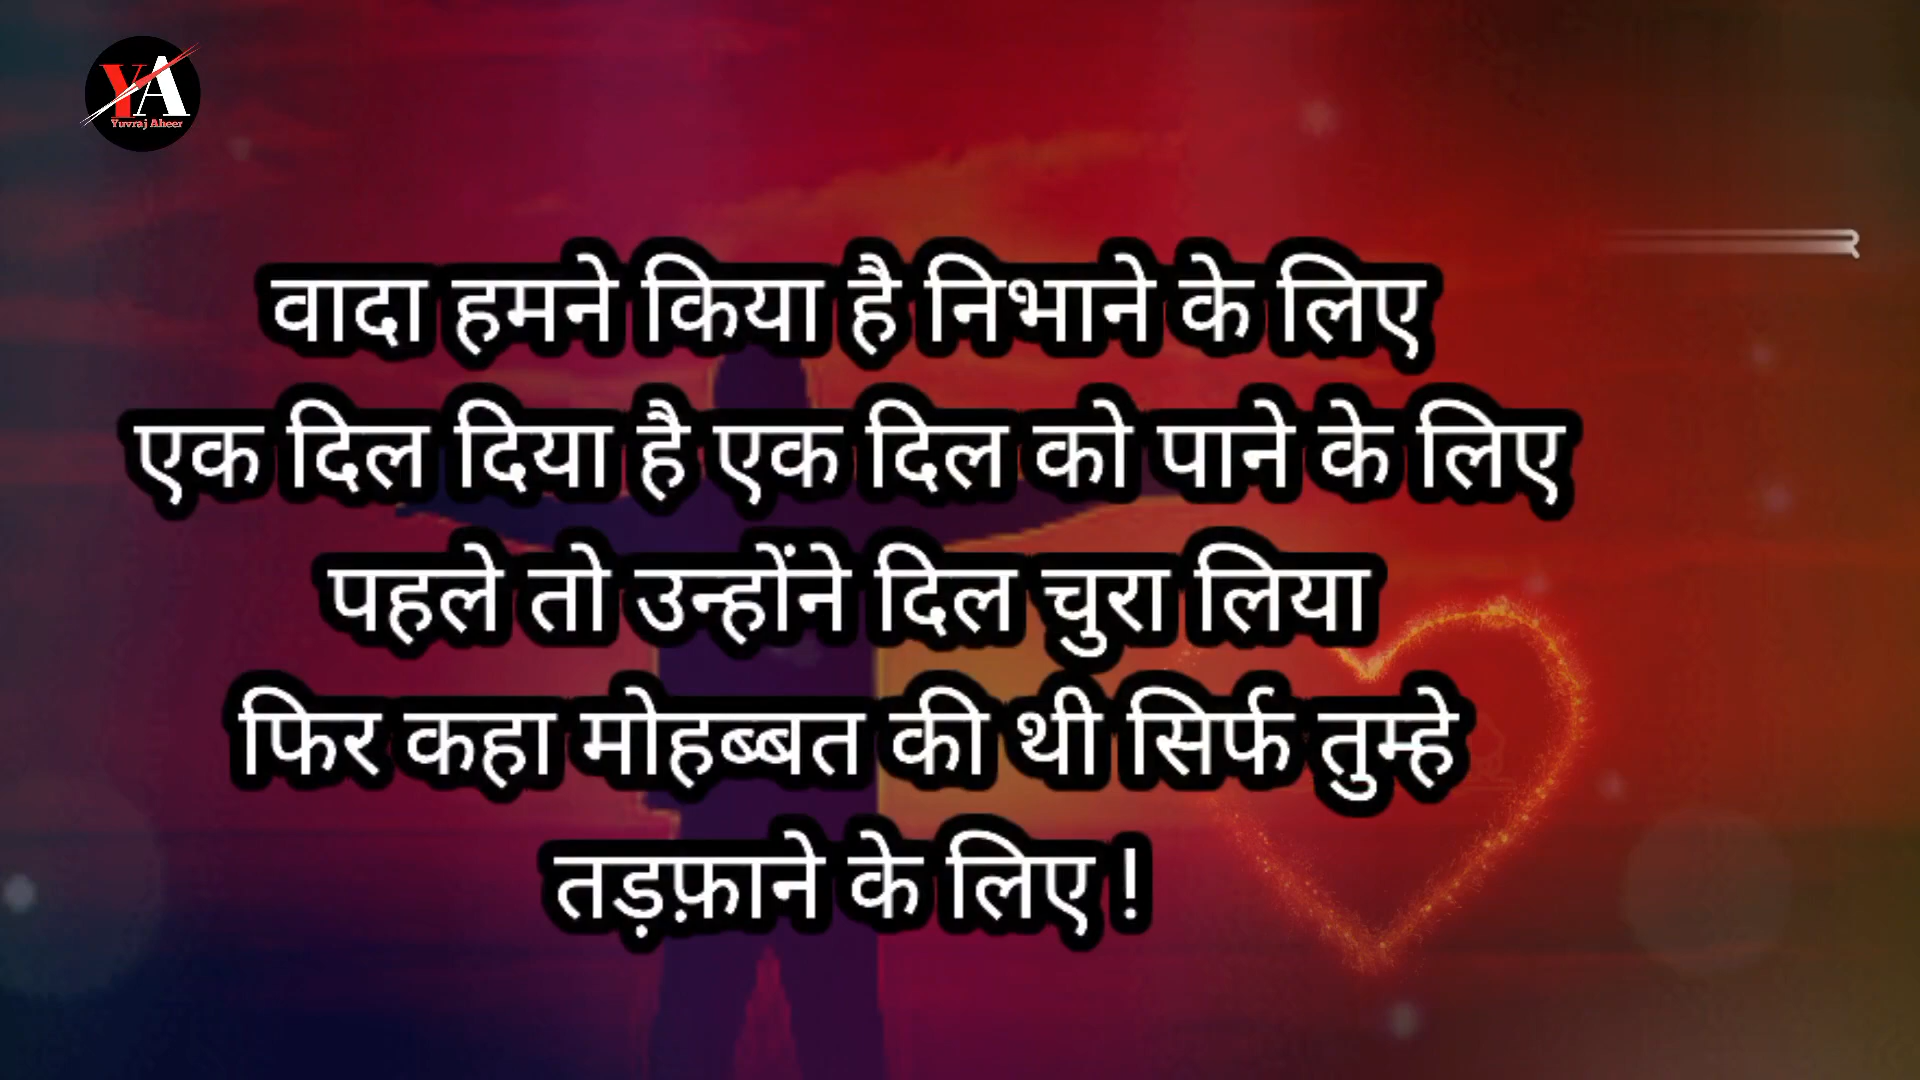 YA
Yuvraj Aheer
वादा हमने किया है निभाने के लिए
एक दिल दिया है एक दिल को पाने के लिए
पहले तो उन्होंने दिल चुरा लिया
फिर कहा मोहब्बत की थी सिर्फ तुम्हे
तड़फ़ाने के लिए !